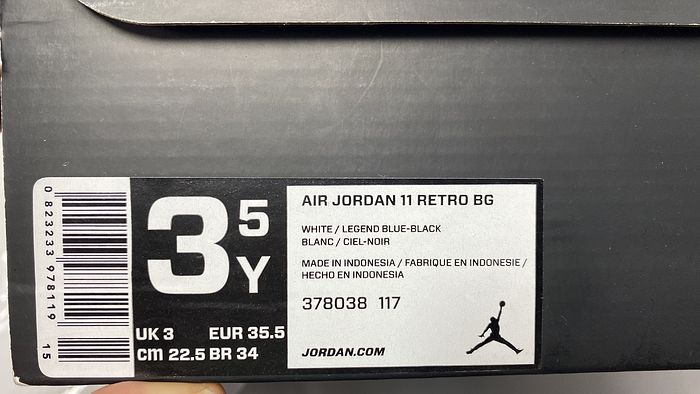 0 823233 978119 15
3 5 Y
UK 3 EUR 35.5
cm 22.5 BR 34
AIR JORDAN 11 RETRO BG
WHITE / LEGEND BLUE-BLACK
BLANC / CIEL-NOIR
MADE IN INDONESIA / FABRIQUE EN INDONESIE /
HECHO EN INDONESIA
378038 117
JORDAN.COM